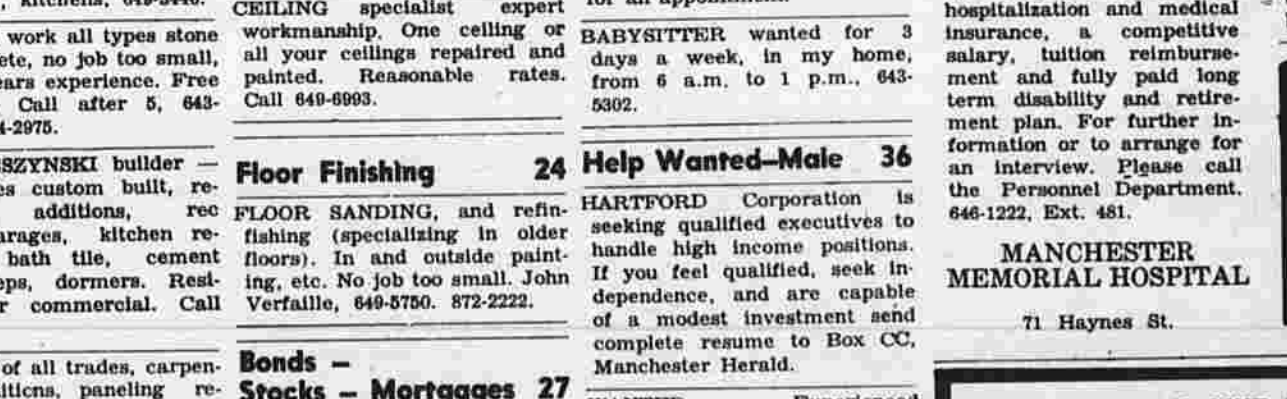 work all types stone
ete, no job too small,
ears experience. Free
Call after 5, 643-
4-2975.
SZYNSKI builder —
es custom built, re-
additions, rec
arages, kitchen re-
bath tile, cement
eps, dormers. Resi-
r commercial. Call
of all trades, carpen-
paneling re-
CEILING specialist expert
workmanship. One ceiling or
all your ceilings repaired and
painted. Reasonable rates.
Call 649-6993.
Floor Finishing 24
FLOOR SANDING, and refin-
fishing (specializing in older
floors). In and outside paint-
ing, etc. No job too small. John
Verfaille, 649-5750. 872-2222.
Bonds —
Stocks — Mortgages 27
BABYSITTER wanted for 3
days a week, in my home,
from 6 a.m. to 1 p.m., 643-
5302.
Help Wanted—Male 36
HARTFORD Corporation is
seeking qualified executives to
handle high income positions.
If you feel qualified, seek in-
dependence, and are capable
of a modest investment send
complete resume to Box CC,
Manchester Herald.
Experienced
hospitalization and medical
insurance, a competitive
salary, tuition reimburse-
ment and fully paid long
term disability and retire-
ment plan. For further in-
formation or to arrange for
an interview. Please call
the Personnel Department.
646-1222, Ext. 481.
MANCHESTER
MEMORIAL HOSPITAL
71 Haynes St.